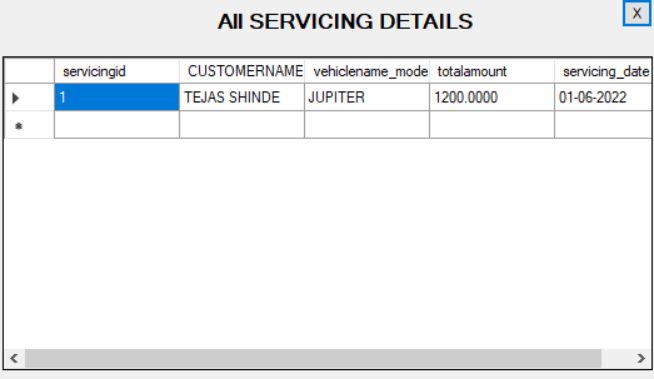 All SERVICING DETAILS
X
servicingid CUSTOMERNAME vehiclename_mode totalamount servicing_date
1 TEJAS SHINDE JUPITER 1200.0000 01-06-2022